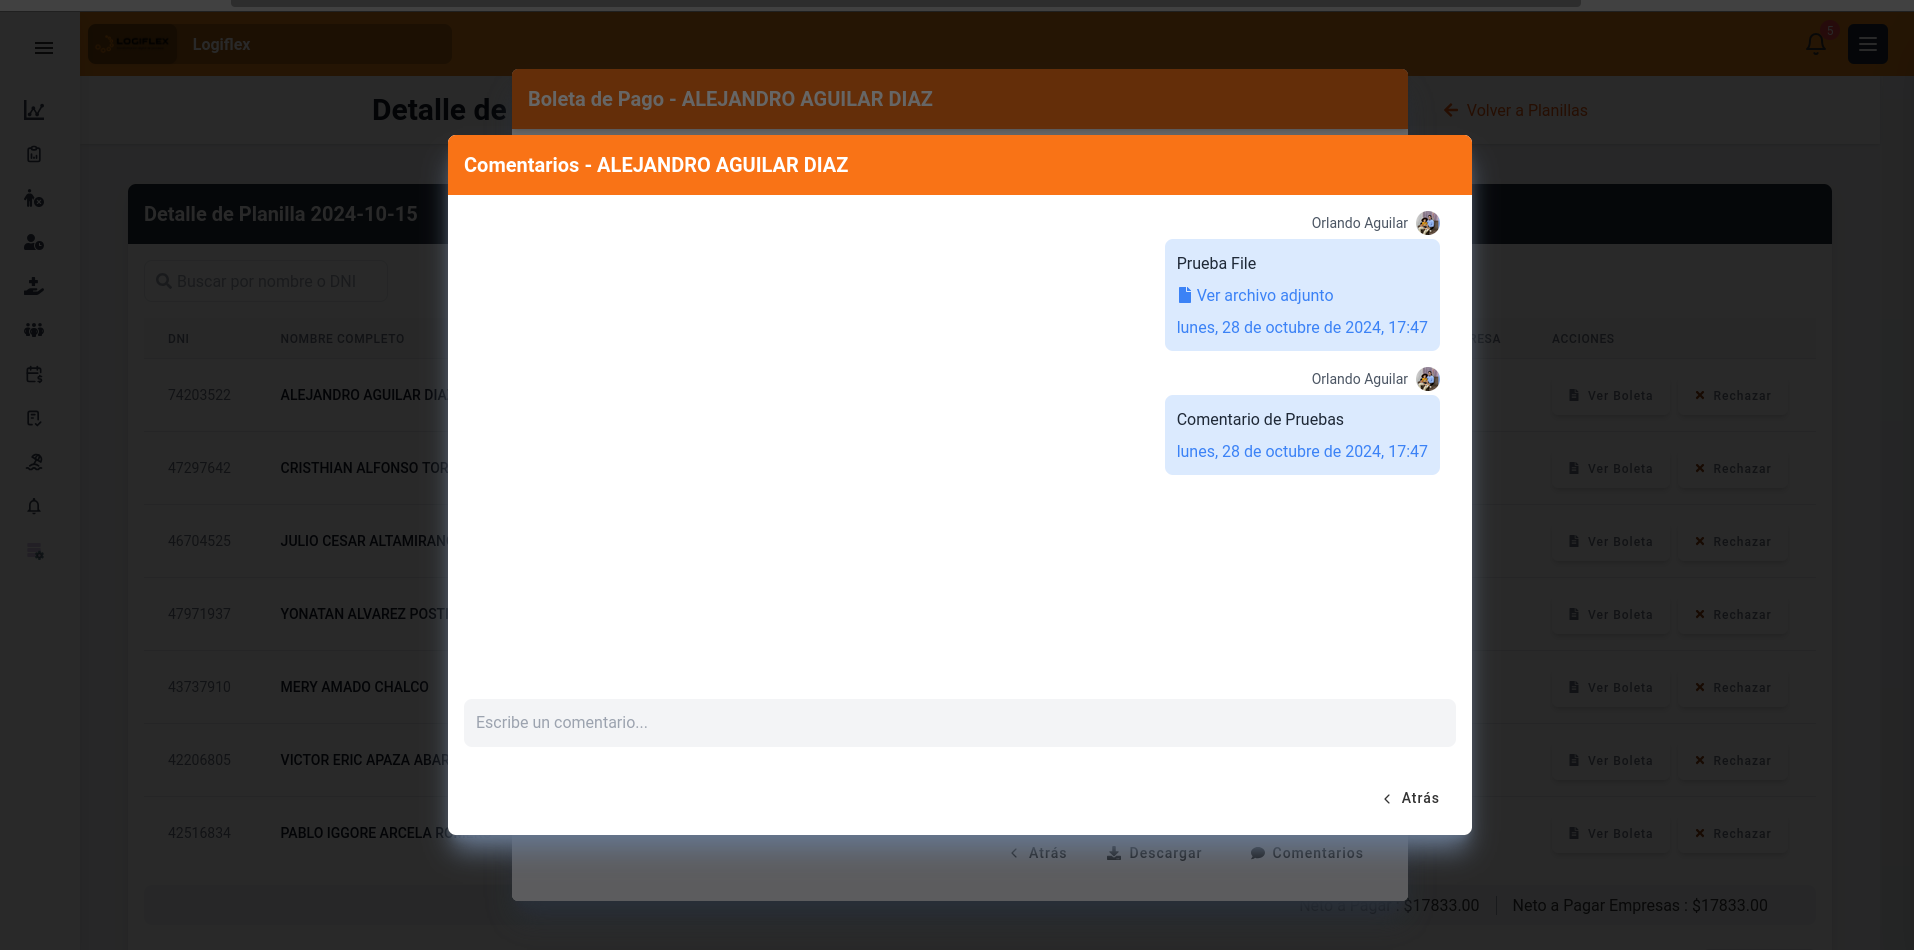 LOGIFLEX
Logiflex
5
Detalle de
Volver a Planillas
Boleta de Pago - ALEJANDRO AGUILAR DIAZ
Comentarios - ALEJANDRO AGUILAR DIAZ
Orlando Aguilar
Prueba File
Ver archivo adjunto
lunes, 28 de octubre de 2024, 17:47
Orlando Aguilar
Comentario de Pruebas
lunes, 28 de octubre de 2024, 17:47
Escribe un comentario...
Atrás
Atrás Descargar Comentarios
Detalle de Planilla 2024-10-15
Buscar por nombre o DNI
DNI NOMBRE COMPLETO ACCIONES
74203522 ALEJANDRO AGUILAR DIAZ Ver Boleta Rechazar
47297642 CRISTHIAN ALFONSO Ver Boleta Rechazar
46704525 JULIO CESAR Ver Boleta Rechazar
47971937 YONATAN ALVAREZ Ver Boleta Rechazar
43737910 MERY AMADO CHALCO Ver Boleta Rechazar
42206805 VICTOR ERIC APAZA Ver Boleta Rechazar
42516834 PABLO IGGORE ARCELA Ver Boleta Rechazar
Neto a Pagar : $17833.00 Neto a Pagar Empresas : $17833.00